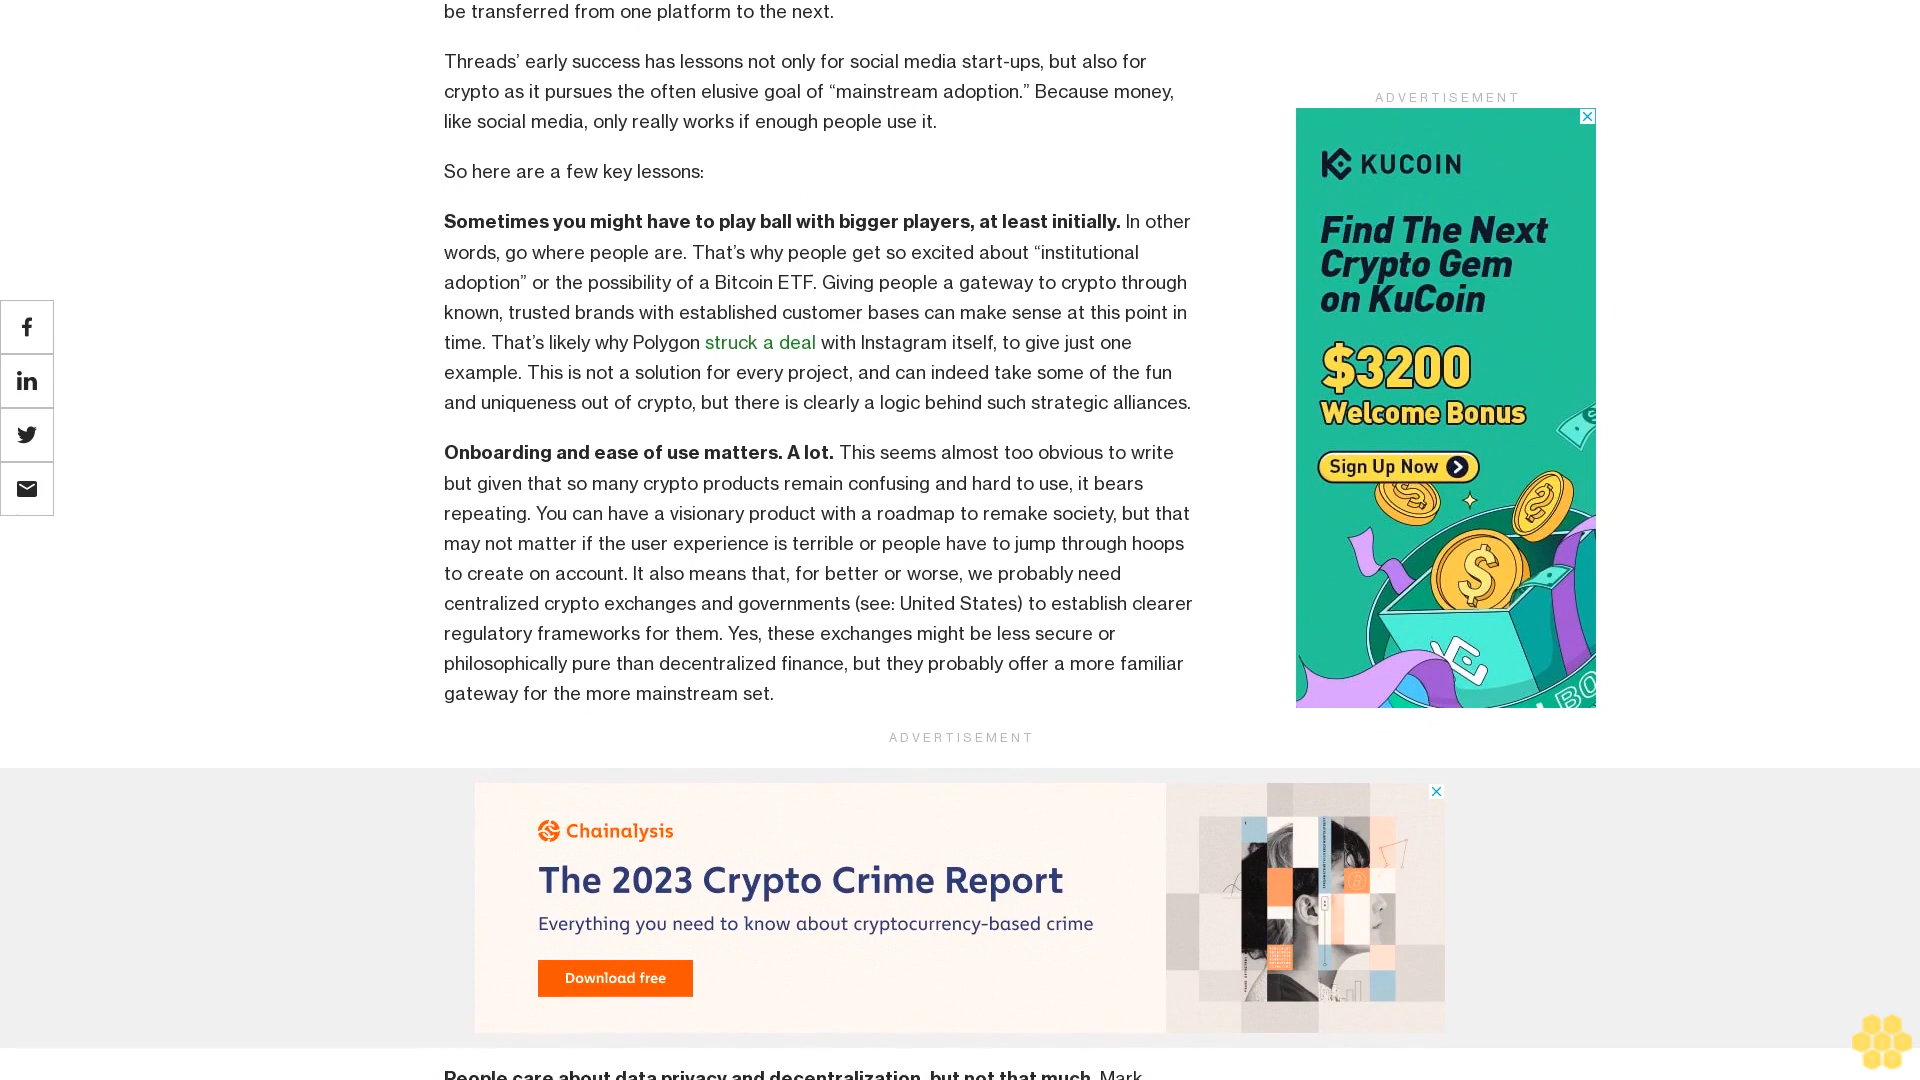 be transferred from one platform to the next.
Threads’ early success has lessons not only for social media start-ups, but also for
crypto as it pursues the often elusive goal of “mainstream adoption.” Because money,
like social media, only really works if enough people use it.
So here are a few key lessons:
Sometimes you might have to play ball with bigger players, at least initially. In other
words, go where people are. That’s why people get so excited about “institutional
adoption” or the possibility of a Bitcoin ETF. Giving people a gateway to crypto through
known, trusted brands with established customer bases can make sense at this point in
time. That’s likely why Polygon struck a deal with Instagram itself, to give just one
example. This is not a solution for every project, and can indeed take some of the fun
and uniqueness out of crypto, but there is clearly a logic behind such strategic alliances.
Onboarding and ease of use matters. A lot. This seems almost too obvious to write
but given that so many crypto products remain confusing and hard to use, it bears
repeating. You can have a visionary product with a roadmap to remake society, but that
may not matter if the user experience is terrible or people have to jump through hoops
to create on account. It also means that, for better or worse, we probably need
centralized crypto exchanges and governments (see: United States) to establish clearer
regulatory frameworks for them. Yes, these exchanges might be less secure or
philosophically pure than decentralized finance, but they probably offer a more familiar
gateway for the more mainstream set.
ADVERTISEMENT
KUCOIN
Find The Next
Crypto Gem
on KuCoin
$3200
Welcome Bonus
Sign Up Now
ADVERTISEMENT
Chainalysis
The 2023 Crypto Crime Report
Everything you need to know about cryptocurrency-based crime
Download free
People care about data privacy and decentralization, but not that much. Mark